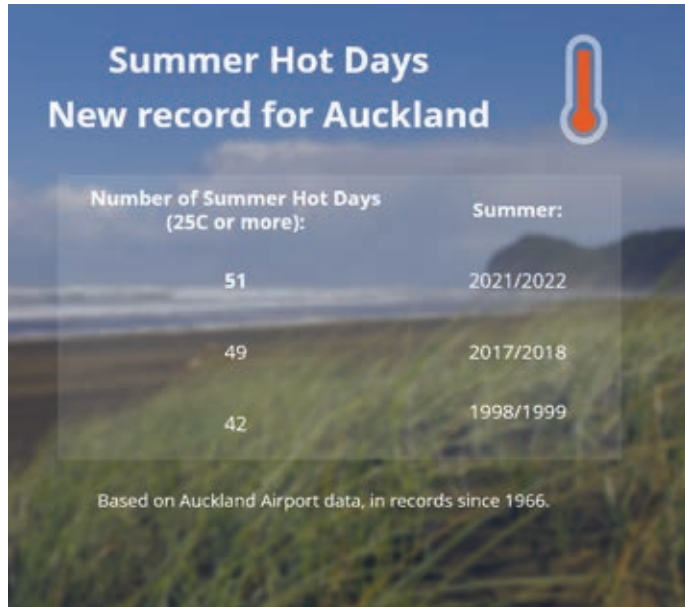 Summer Hot Days
New record for Auckland
Number of Summer Hot Days
(25C or more):
Summer:
51
2021/2022
49
2017/2018
42
1998/1999
Based on Auckland Airport data, in records since 1966.